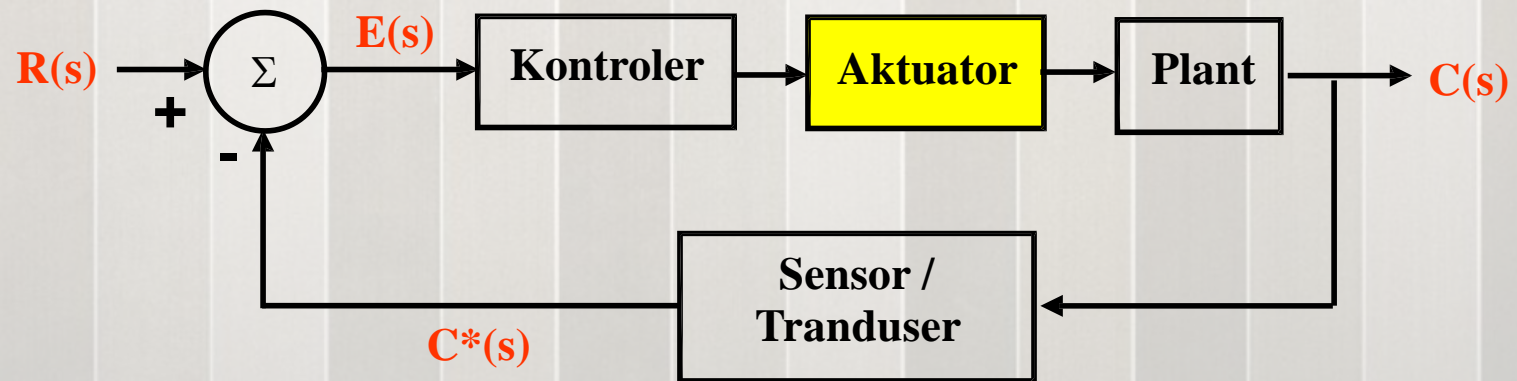 R(s)
+
-
Σ
E(s)
Kontroler
Aktuator
Plant
C(s)
Sensor /
Tranduser
C*(s)